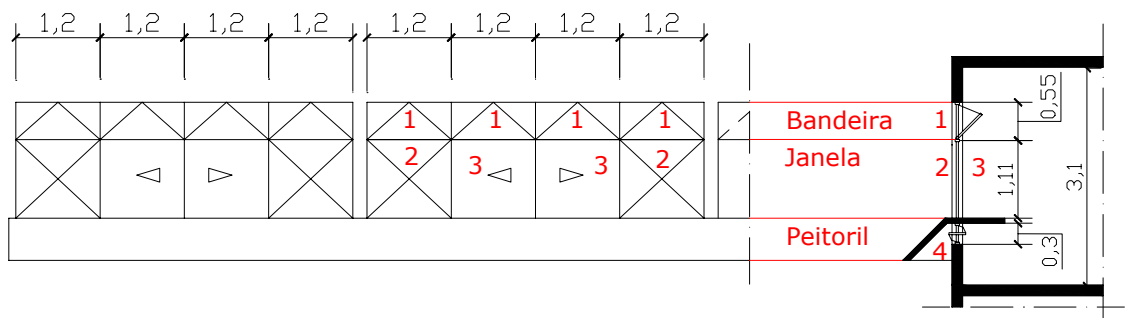 1,2 1,2 1,2 1,2 1,2 1,2 1,2 1,2
1 1 1 1 Bandeira 1 0,55
2 3 3 2 Janela 2 3 1,11 3,1
Peitoril 4 0,3